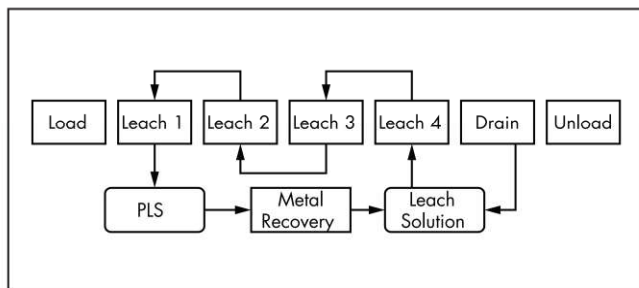 Load
Leach 1
Leach 2
Leach 3
Leach 4
Drain
Unload
PLS
Metal
Recovery
Leach
Solution